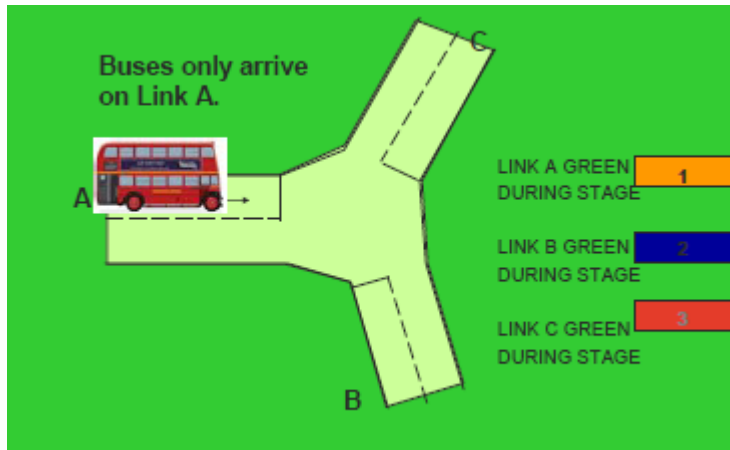 Buses only arrive
on Link A.
C
A
B
LINK A GREEN
DURING STAGE
1
LINK B GREEN
DURING STAGE
2
LINK C GREEN
DURING STAGE
3